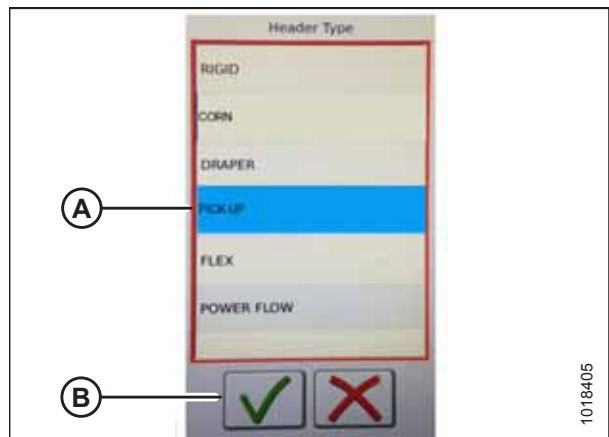 Header Type
RIGID
CORN
DRAPER
A
PICK-UP
FLEX
POWER FLOW
B
1018405